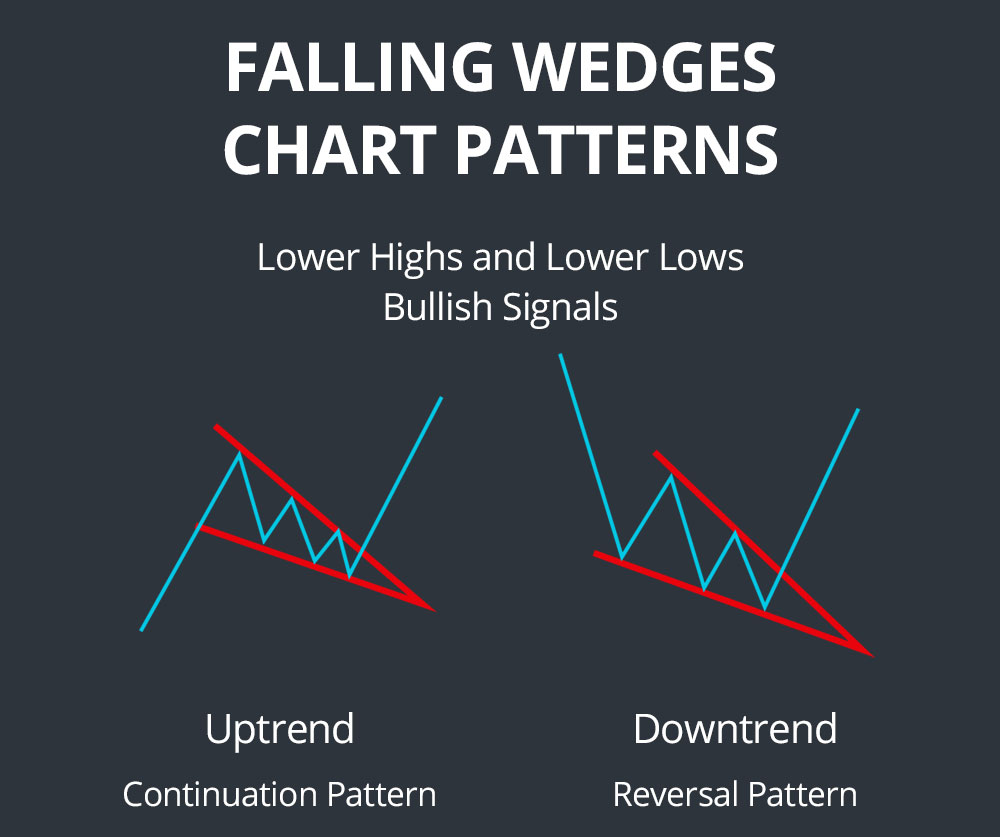 FALLING WEDGES
CHART PATTERNS
Lower Highs and Lower Lows
Bullish Signals
Uptrend
Continuation Pattern
Downtrend
Reversal Pattern